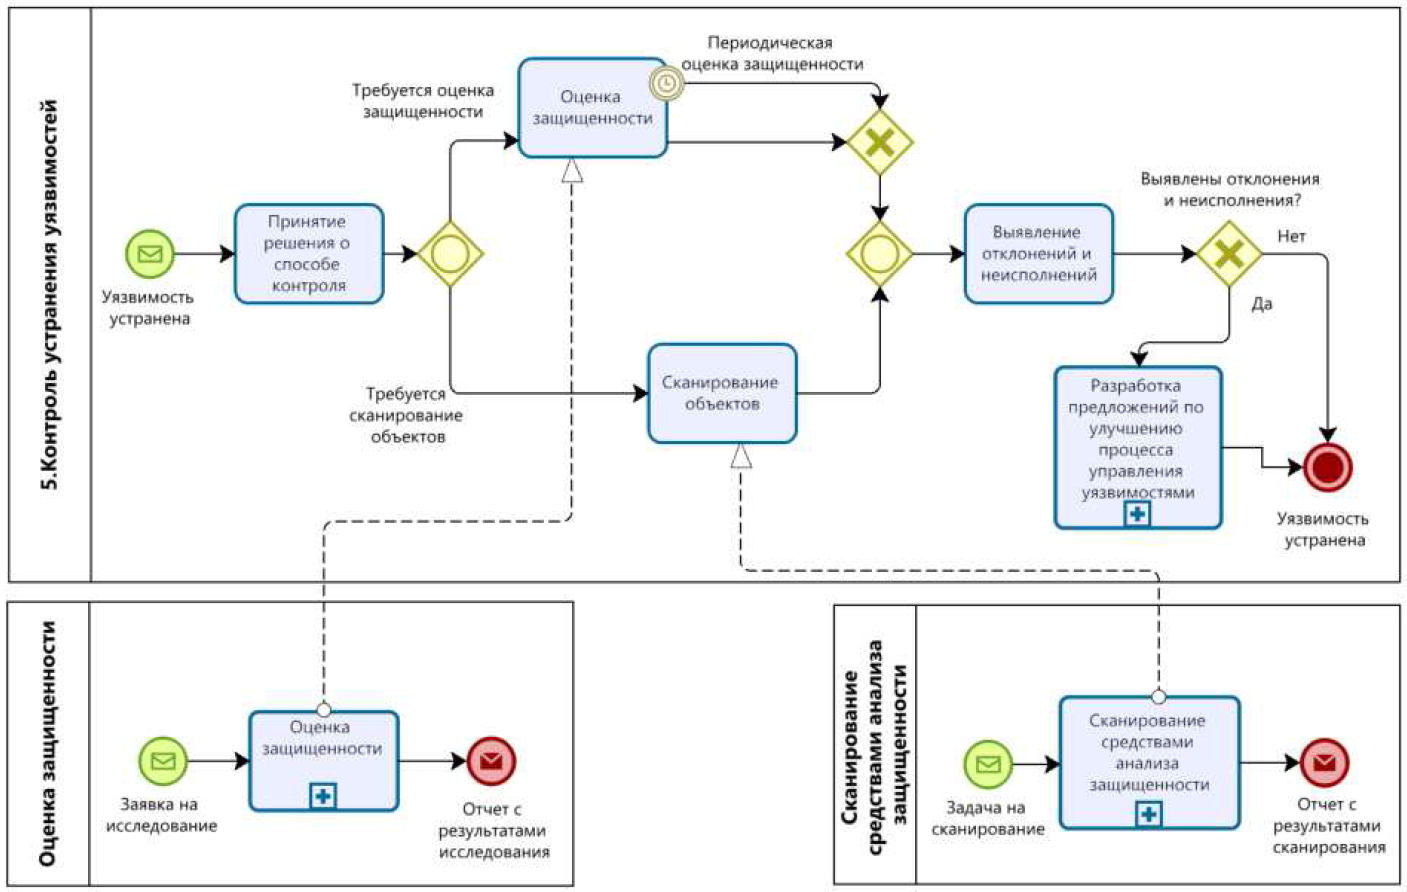 5.Контроль устранения уязвимостей
Уязвимость
устранена
Принятие
решения о
способе
контроля
Требуется оценка
защищенности
Оценка
защищенности
Периодическая
оценка защищенности
Требуется
сканирование
объектов
Сканирование
объектов
Выявление
отклонений и
неисполнений
Выявлены отклонения
и неисполнения?
Нет
Да
Разработка
предложений по
улучшению
процесса
управления
уязвимостями
Уязвимость
устранена
Оценка защищенности
Заявка на
исследование
Оценка
защищенности
Отчет с
результатами
исследования
Сканирование
средствами анализа
защищенности
Задача на
сканирование
Сканирование
средствами
анализа
защищенности
Отчет с
результатами
сканирования